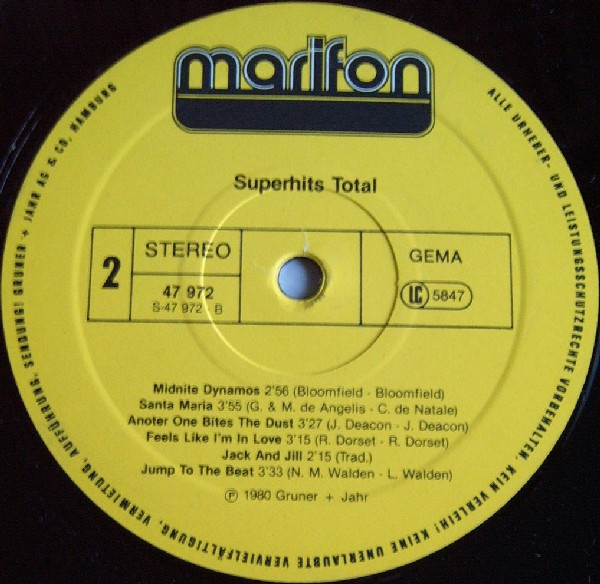 marifon
Superhits Total
2
STEREO
47 972
S-47 972 B
GEMA
LC 5847
Midnite Dynamos 2'56 (Bloomfield - Bloomfield)
Santa Maria 3'55 (G. & M. de Angelis - C. de Natale)
Anoter One Bites The Dust 3'27 (J. Deacon - J. Deacon)
Feels Like I'm In Love 3'15 (R. Dorset - R. Dorset)
Jack And Jill 2'15 (Trad.)
Jump To The Beat 3'33 (N. M. Walden - L. Walden)
Ⓟ 1980 Gruner + Jahr
ALLE URHEBER- UND LEISTUNGSSCHUTZRECHTE VORBEHALTEN. KEIN VERLEIH! KEINE UNERLAUBTE VERVIELFÄLTIGUNG, VERMIETUNG, AUFFÜHRUNG, SENDUNG! GRUNER + JAHR AG & CO, HAMBURG